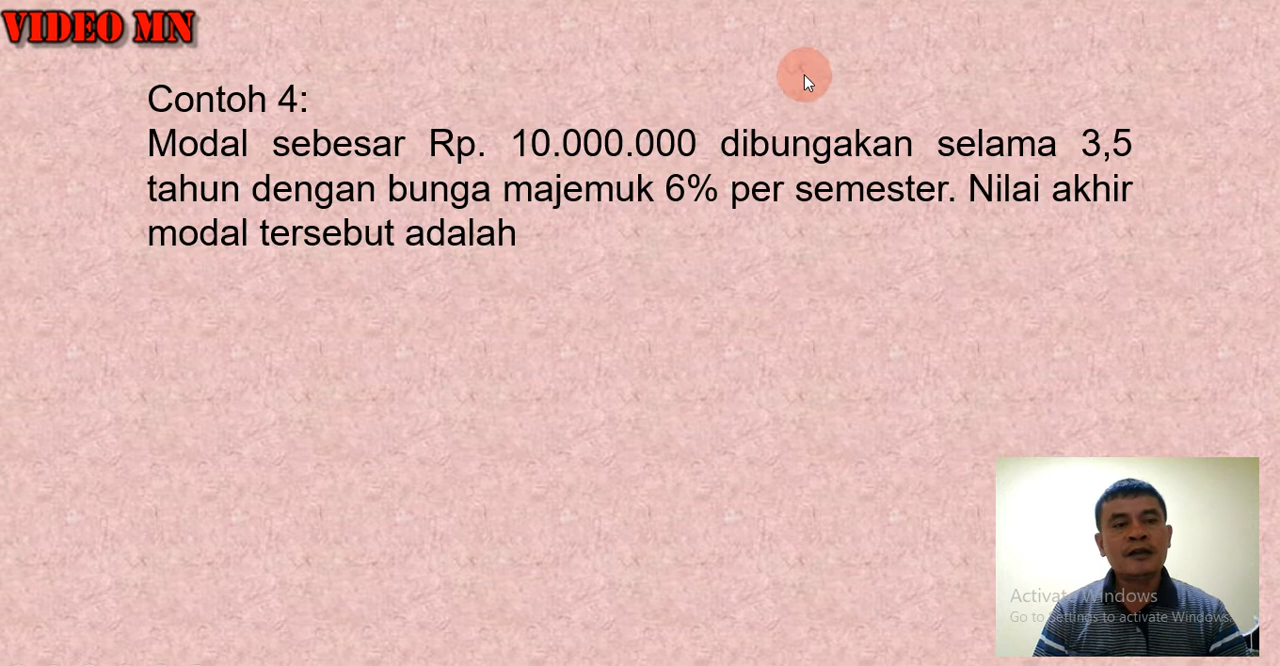 VIDEO MN
Contoh 4:
Modal sebesar Rp. 10.000.000 dibungakan selama 3,5
tahun dengan bunga majemuk 6% per semester. Nilai akhir
modal tersebut adalah
Activate Windows
Go to Settings to activate Windows.